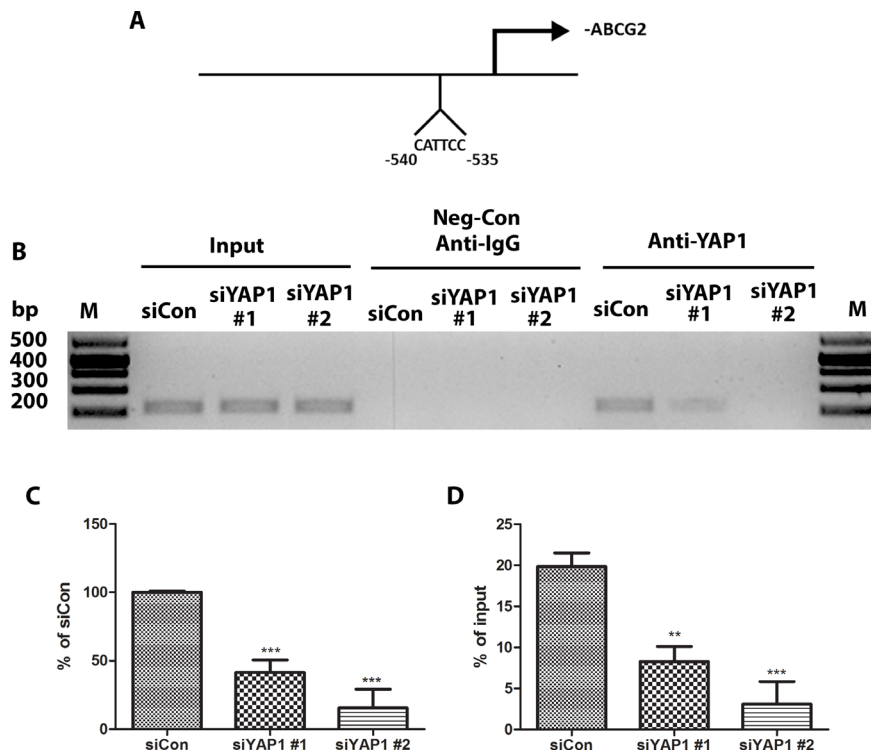 A
-ABCG2
CATTCC
-540 -535
B
Input
Neg-Con
Anti-IgG
Anti-YAP1
bp M siCon siYAP1 #1 siYAP1 #2 siCon siYAP1 #1 siYAP1 #2 siCon siYAP1 #1 siYAP1 #2 M
500
400
300
200
C
% of siCon
150
100
50
0
***
***
siCon siYAP1 #1 siYAP1 #2
D
% of input
25
20
15
10
5
0
**
***
siCon siYAP1 #1 siYAP1 #2